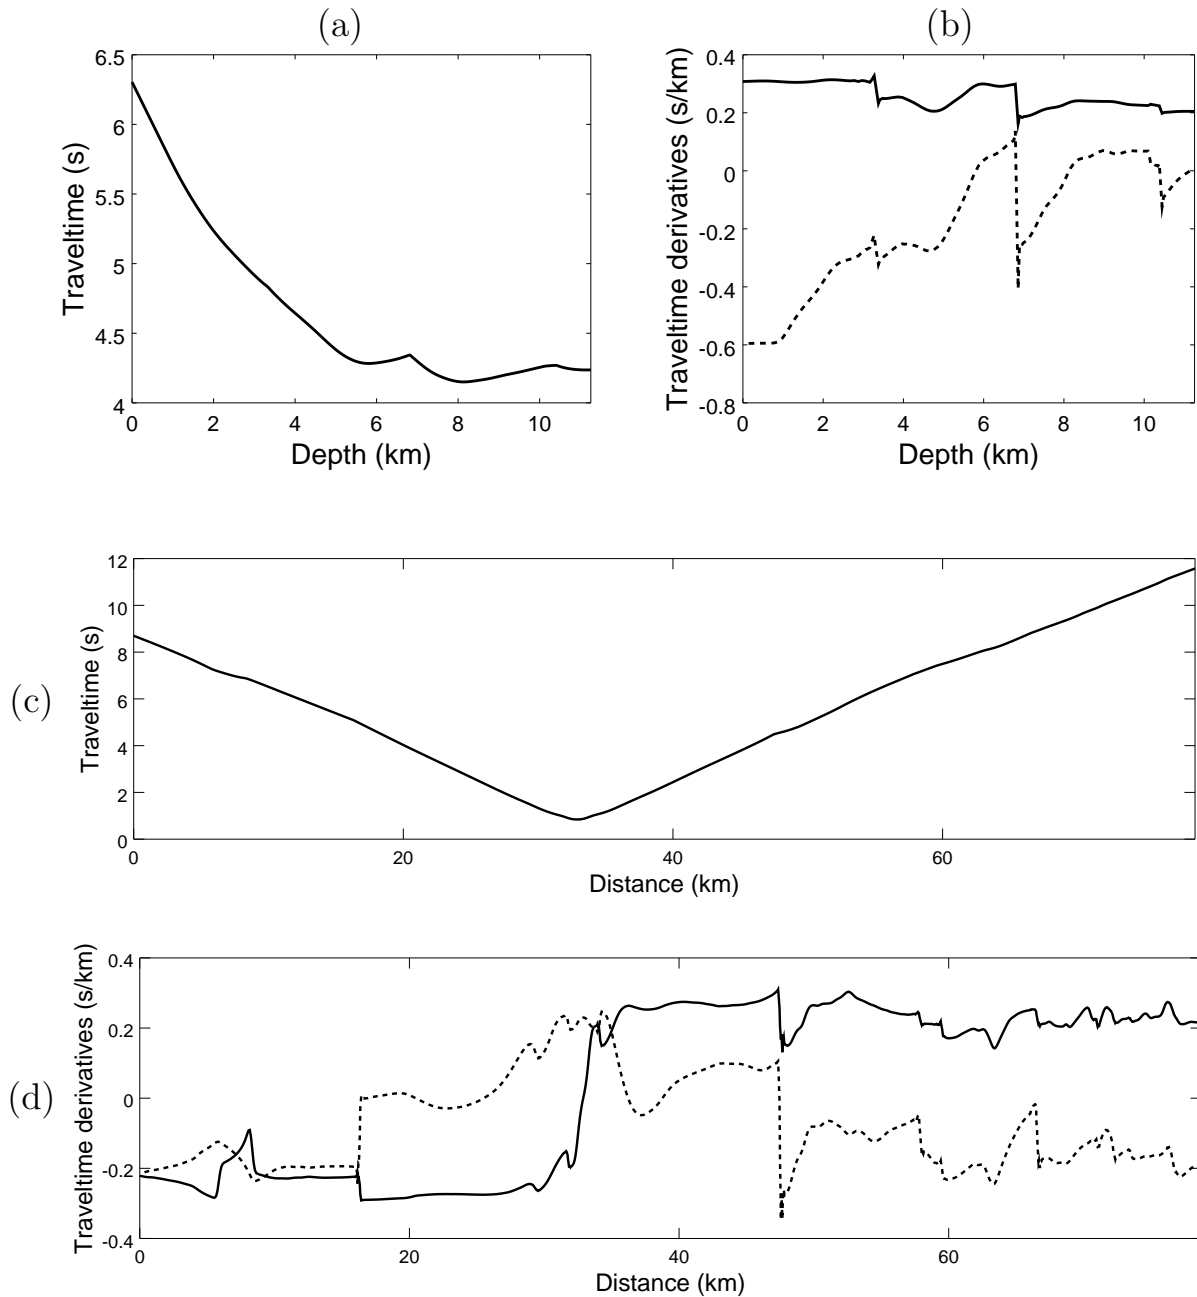 (a)
6.5
6
5.5
5
4.5
4
Traveltime (s)
0 2 4 6 8 10
Depth (km)
(b)
0.4
0.2
0
-0.2
-0.4
-0.6
-0.8
Traveltime derivatives (s/km)
0 2 4 6 8 10
Depth (km)
(c)
12
10
8
6
4
2
0
Traveltime (s)
0 20 40 60
Distance (km)
(d)
0.4
0.2
0
-0.2
-0.4
Traveltime derivatives (s/km)
0 20 40 60
Distance (km)